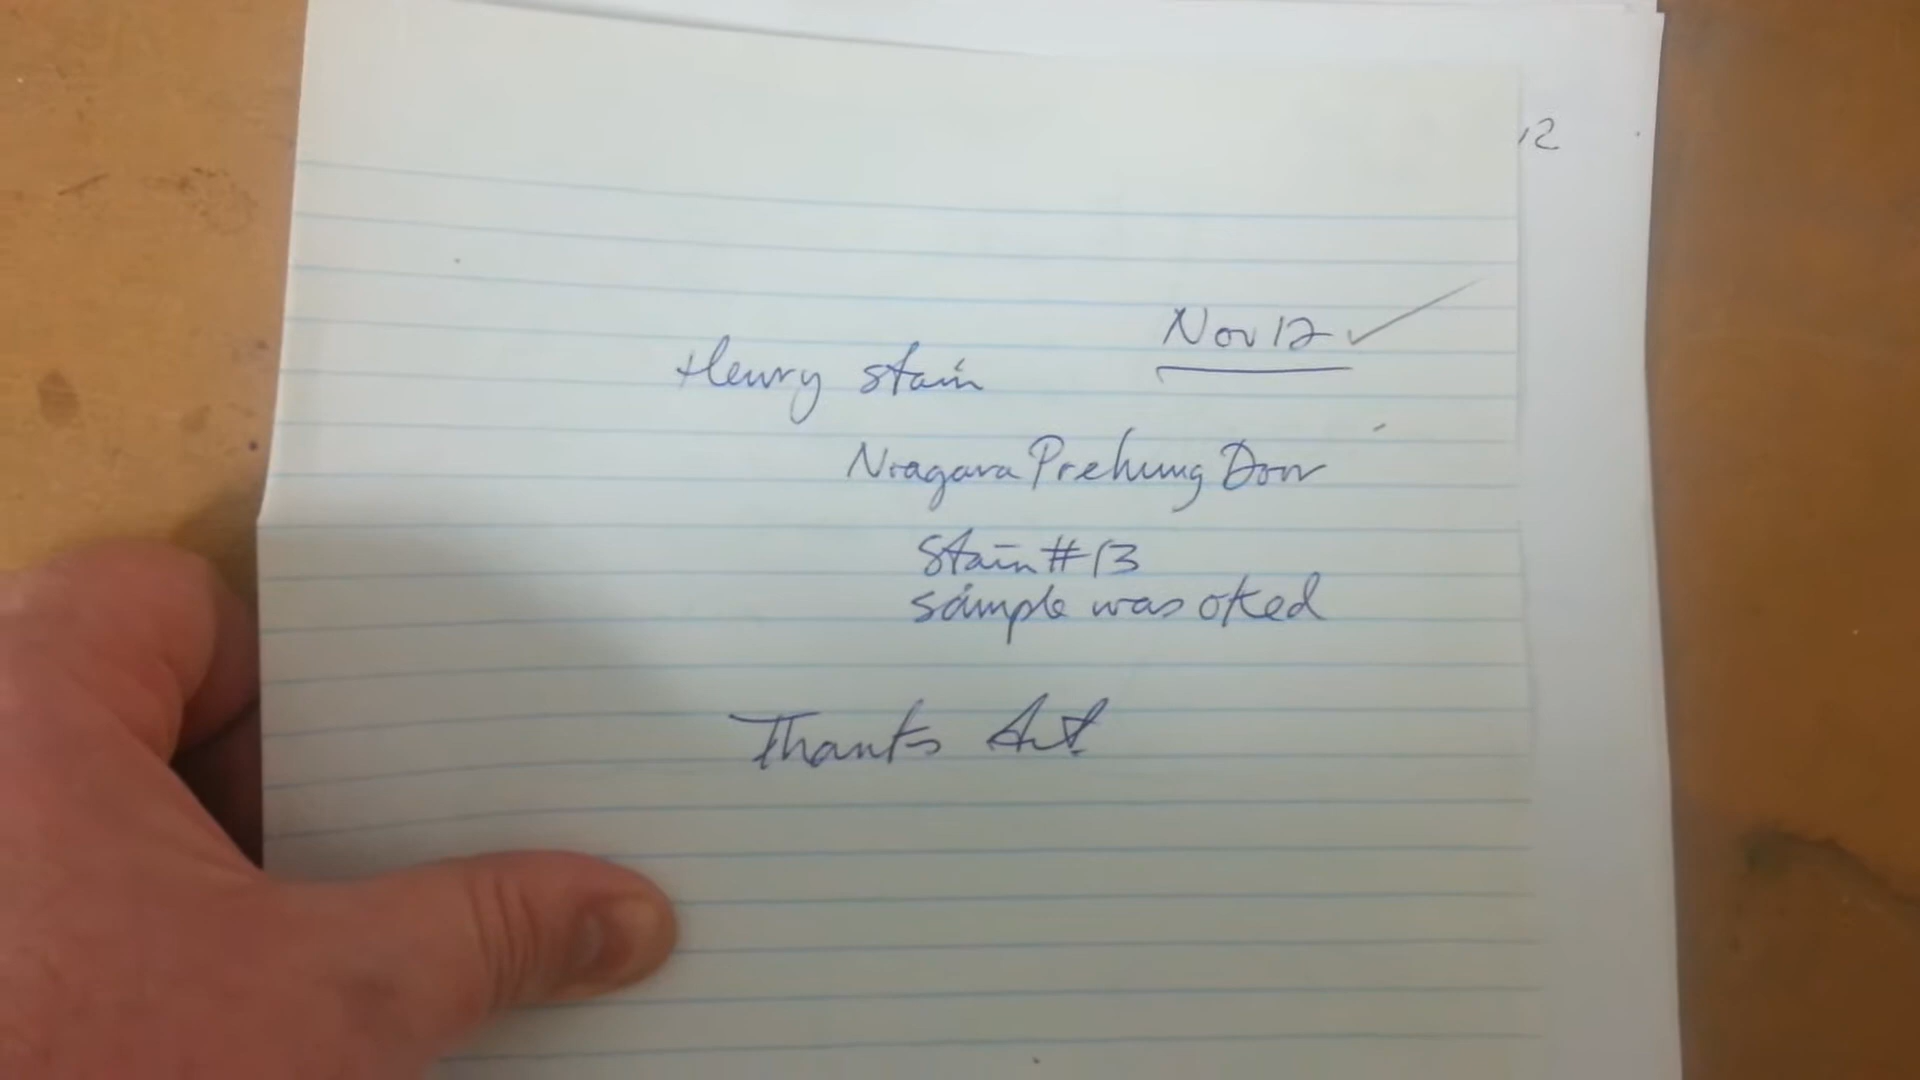 12
Nov 12 ✓
Henry stain
Niagara Prehung Door
Stain #13
sample was oked
Thanks Art